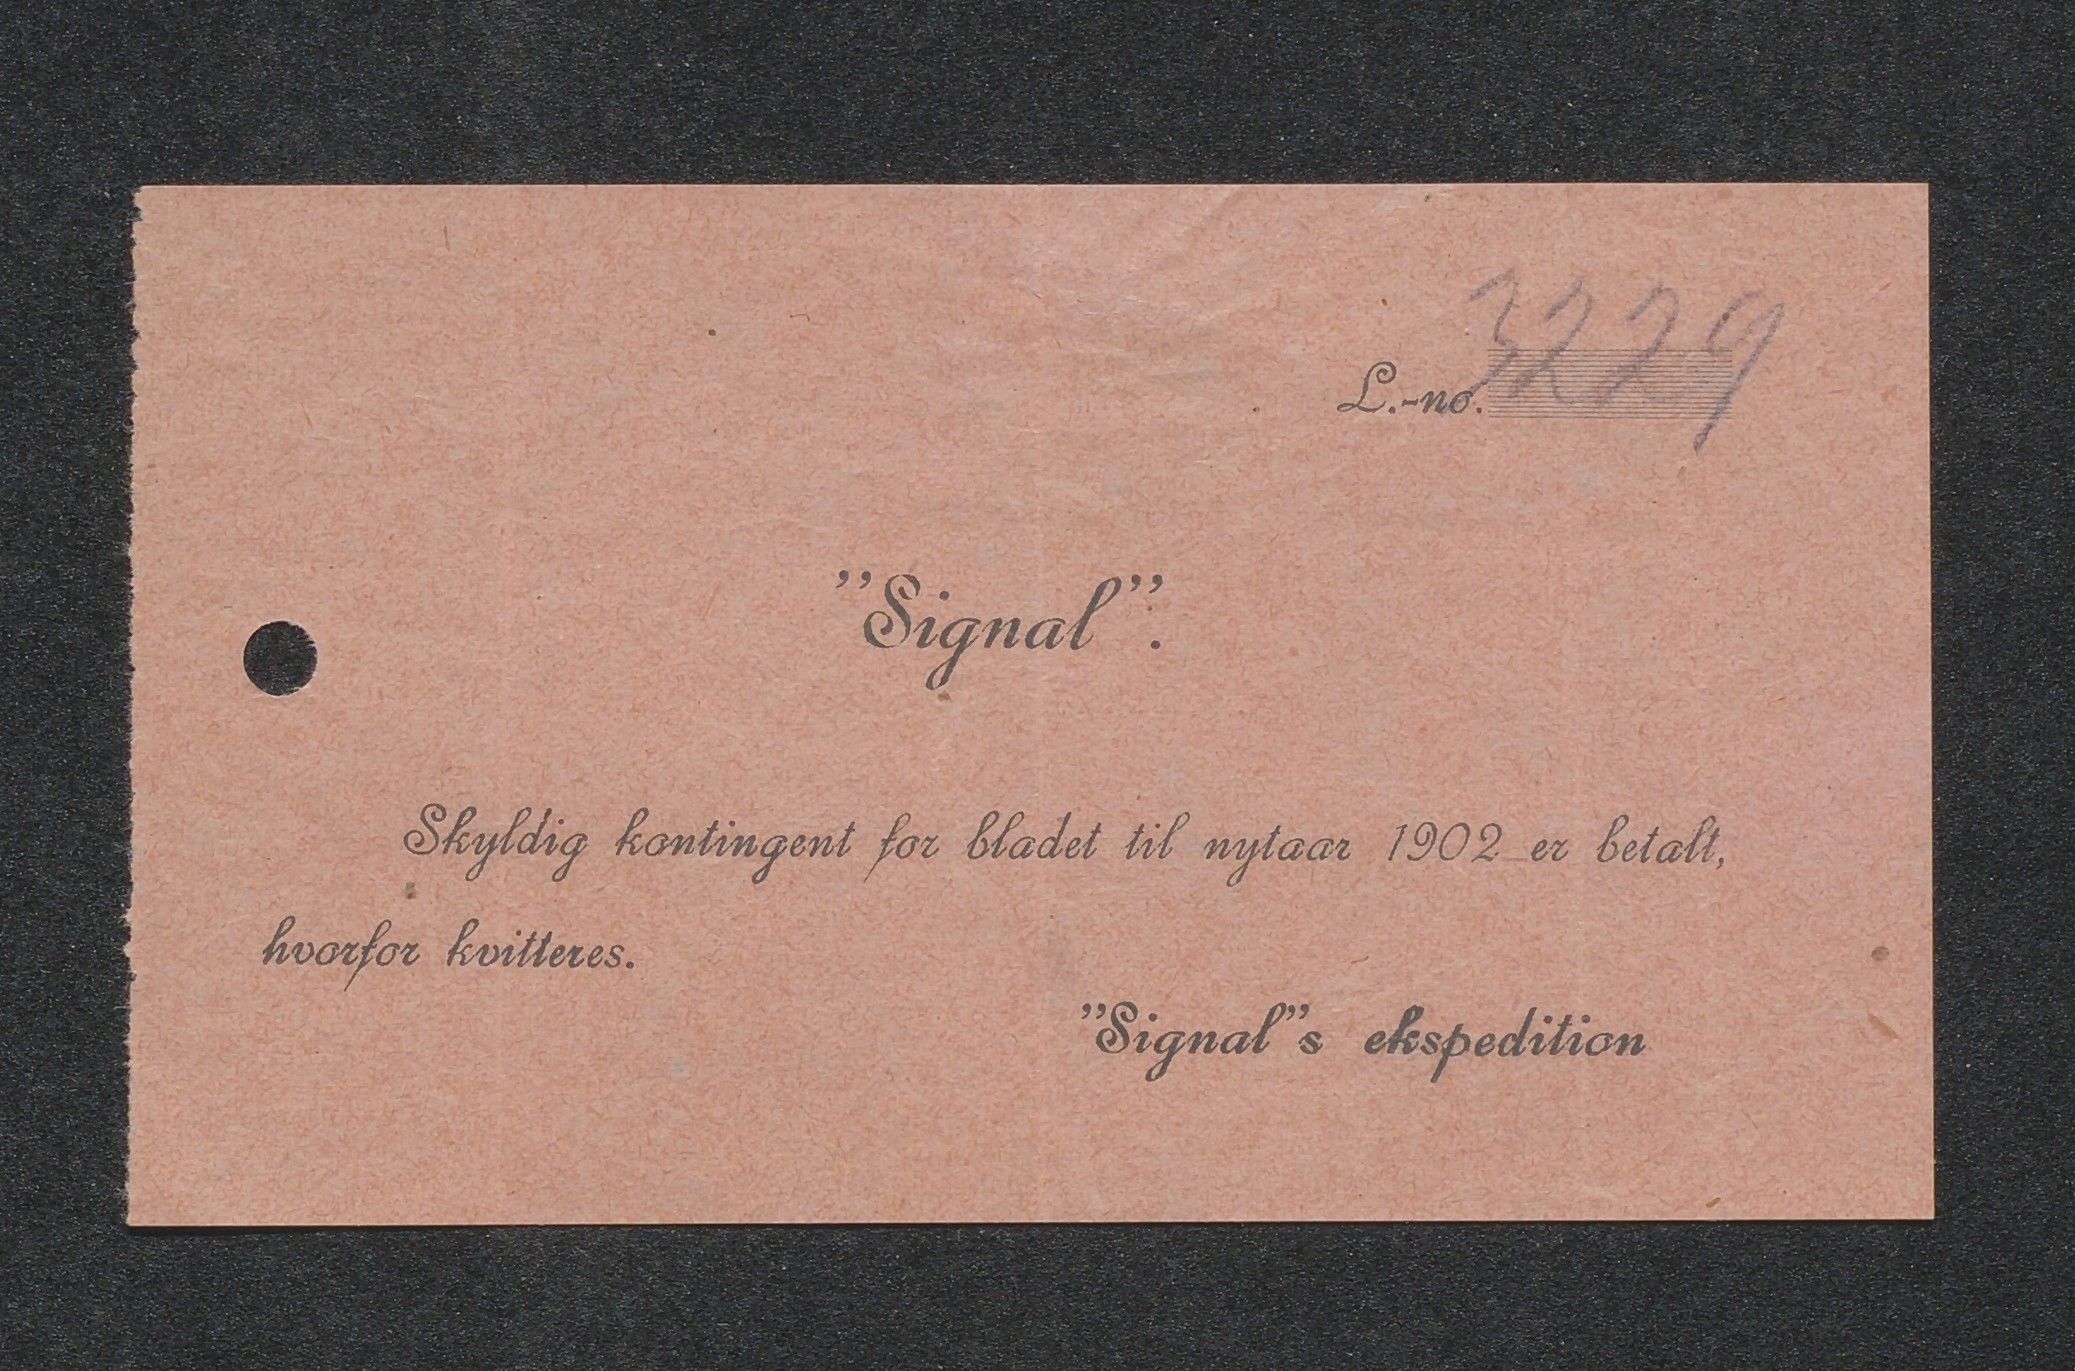 L.-no. 3229
"Signal".
Skyldig kontingent for bladet til nytaar 1902 er betalt,
hvorfor kvitteres.
"Signal"s ekspedition